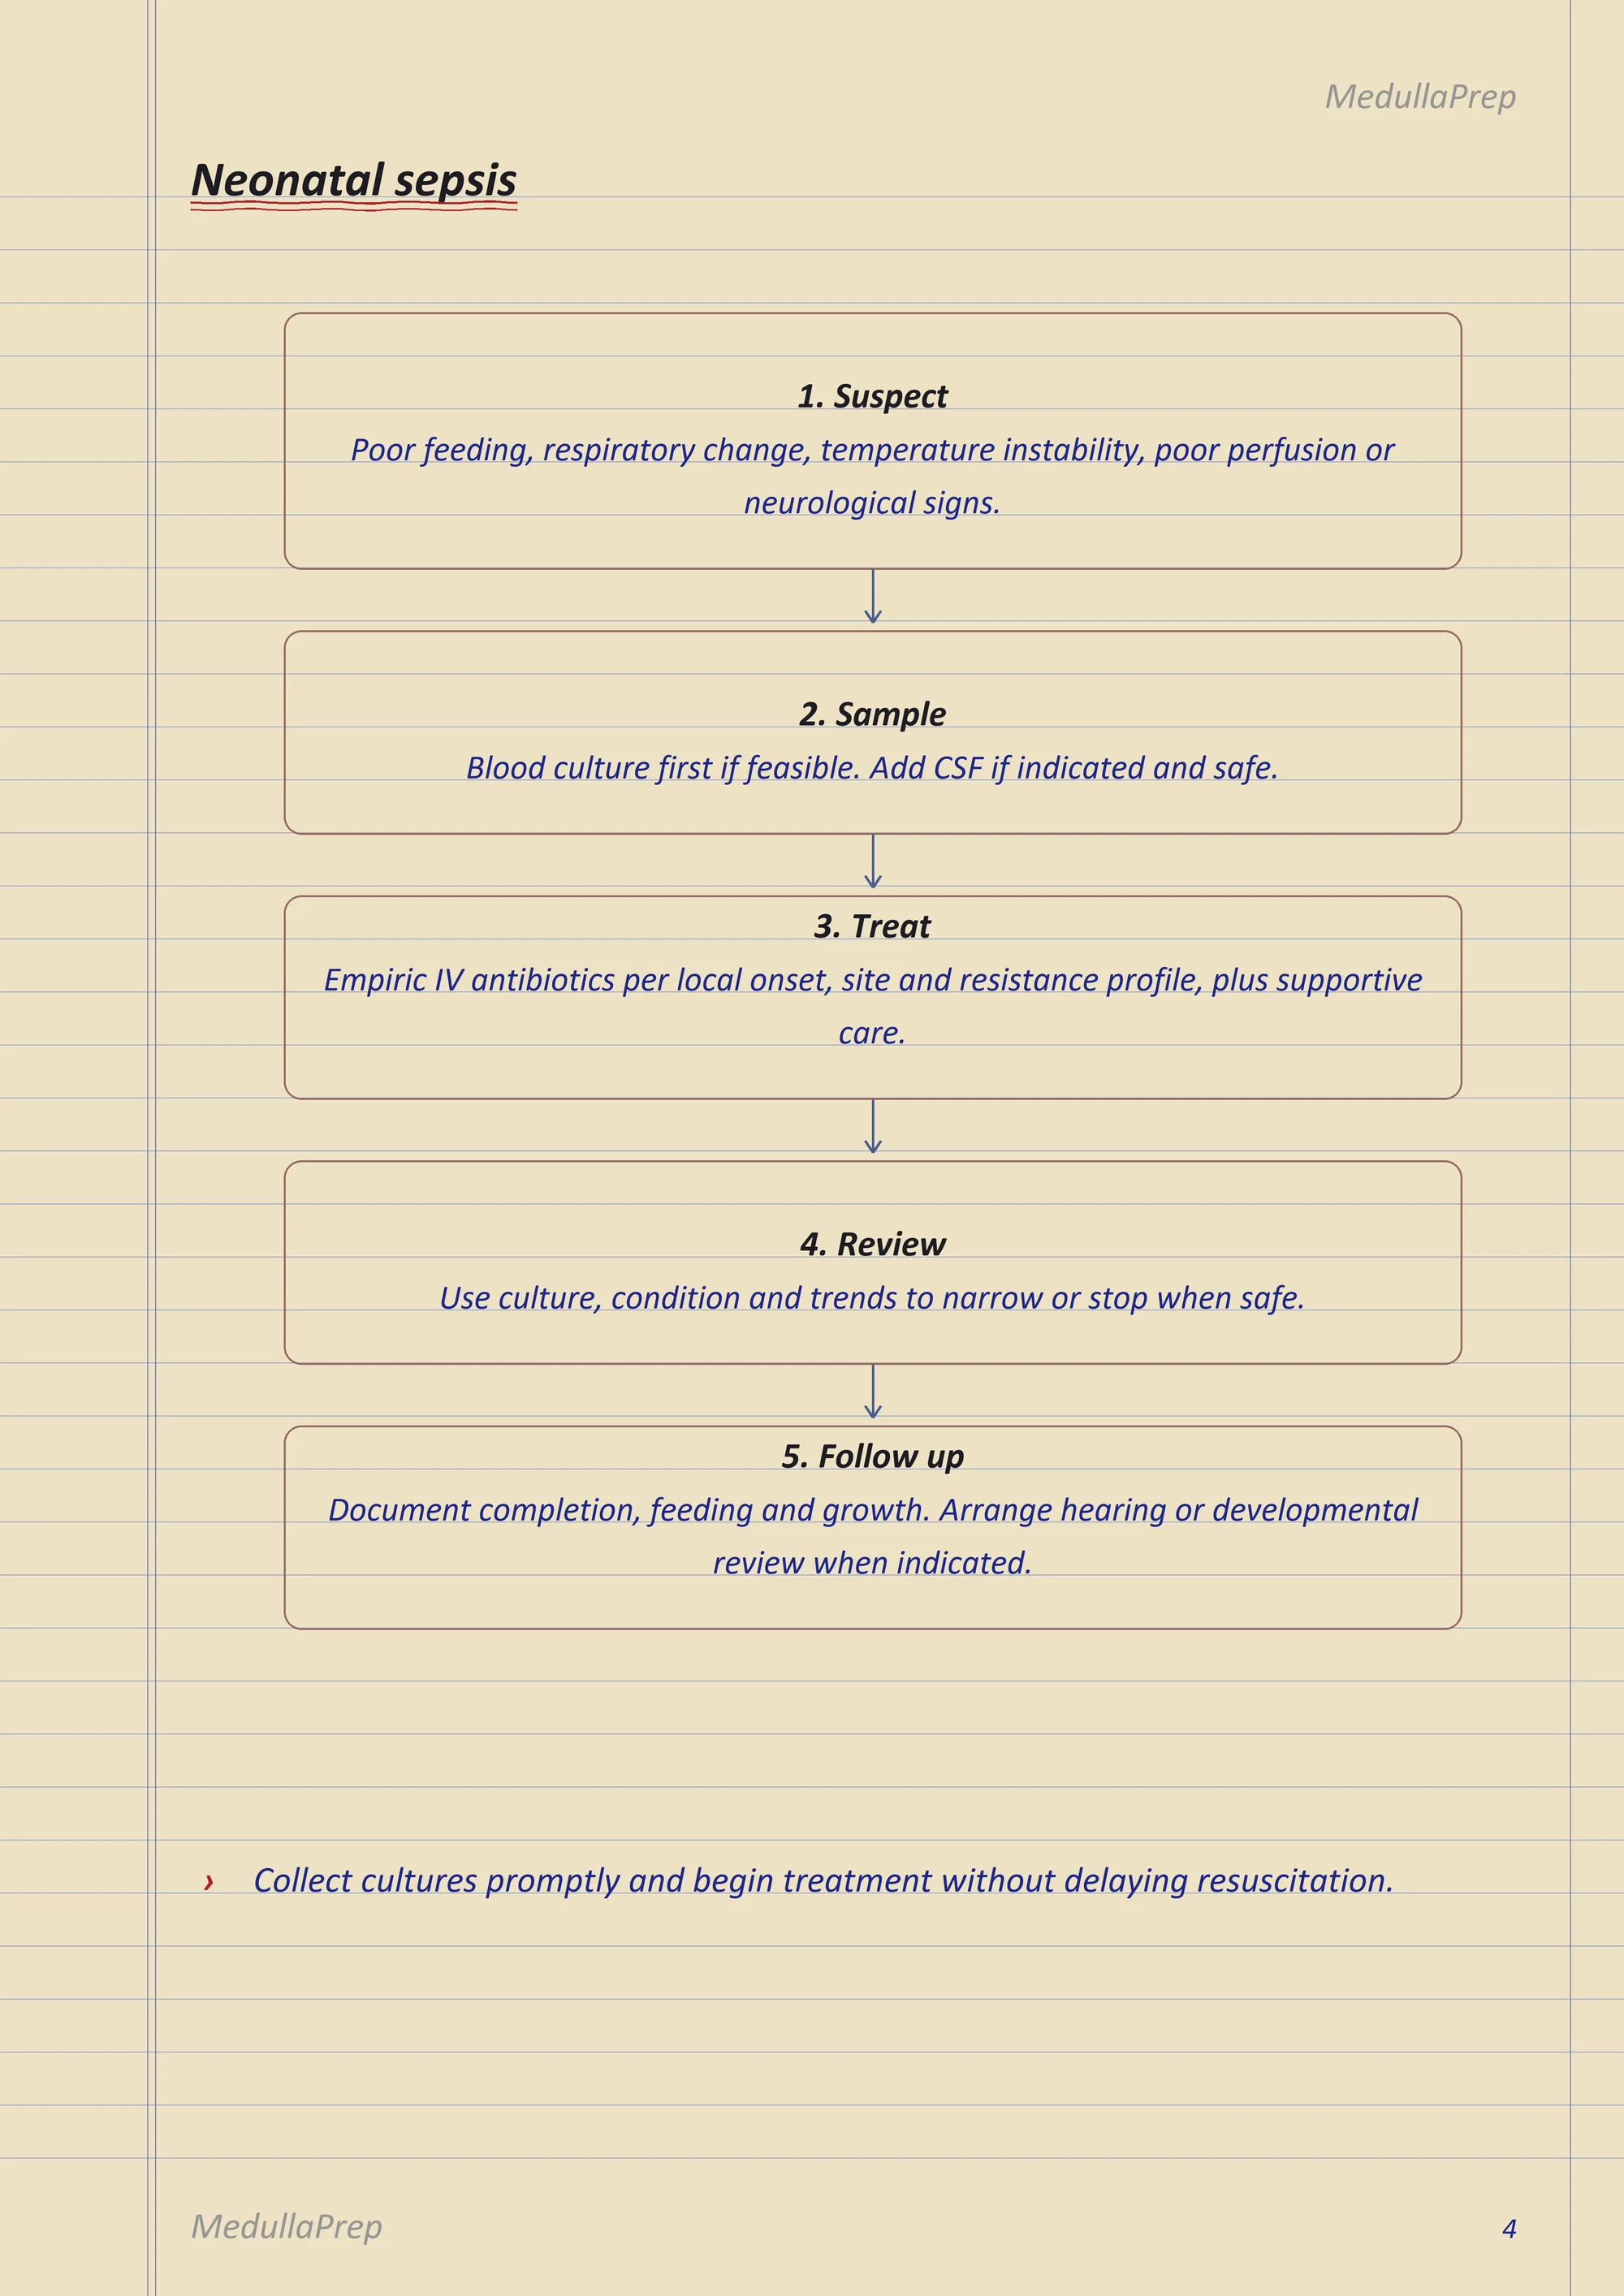 MedullaPrep
Neonatal sepsis
1. Suspect
Poor feeding, respiratory change, temperature instability, poor perfusion or
neurological signs.
2. Sample
Blood culture first if feasible. Add CSF if indicated and safe.
3. Treat
Empiric IV antibiotics per local onset, site and resistance profile, plus supportive
care.
4. Review
Use culture, condition and trends to narrow or stop when safe.
5. Follow up
Document completion, feeding and growth. Arrange hearing or developmental
review when indicated.
› Collect cultures promptly and begin treatment without delaying resuscitation.
MedullaPrep
4